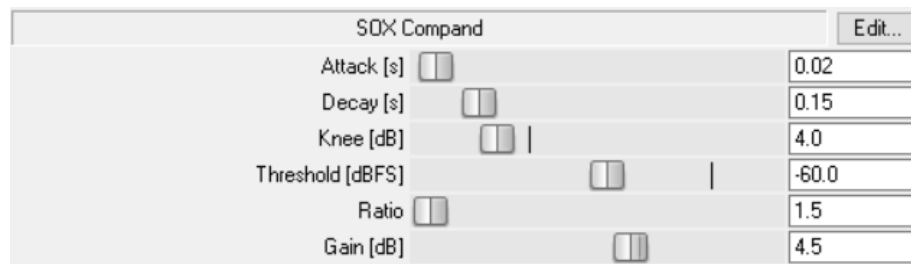 SOX Compand Edit...
Attack [s] 0.02
Decay [s] 0.15
Knee [dB] 4.0
Threshold [dBFS] -60.0
Ratio 1.5
Gain [dB] 4.5